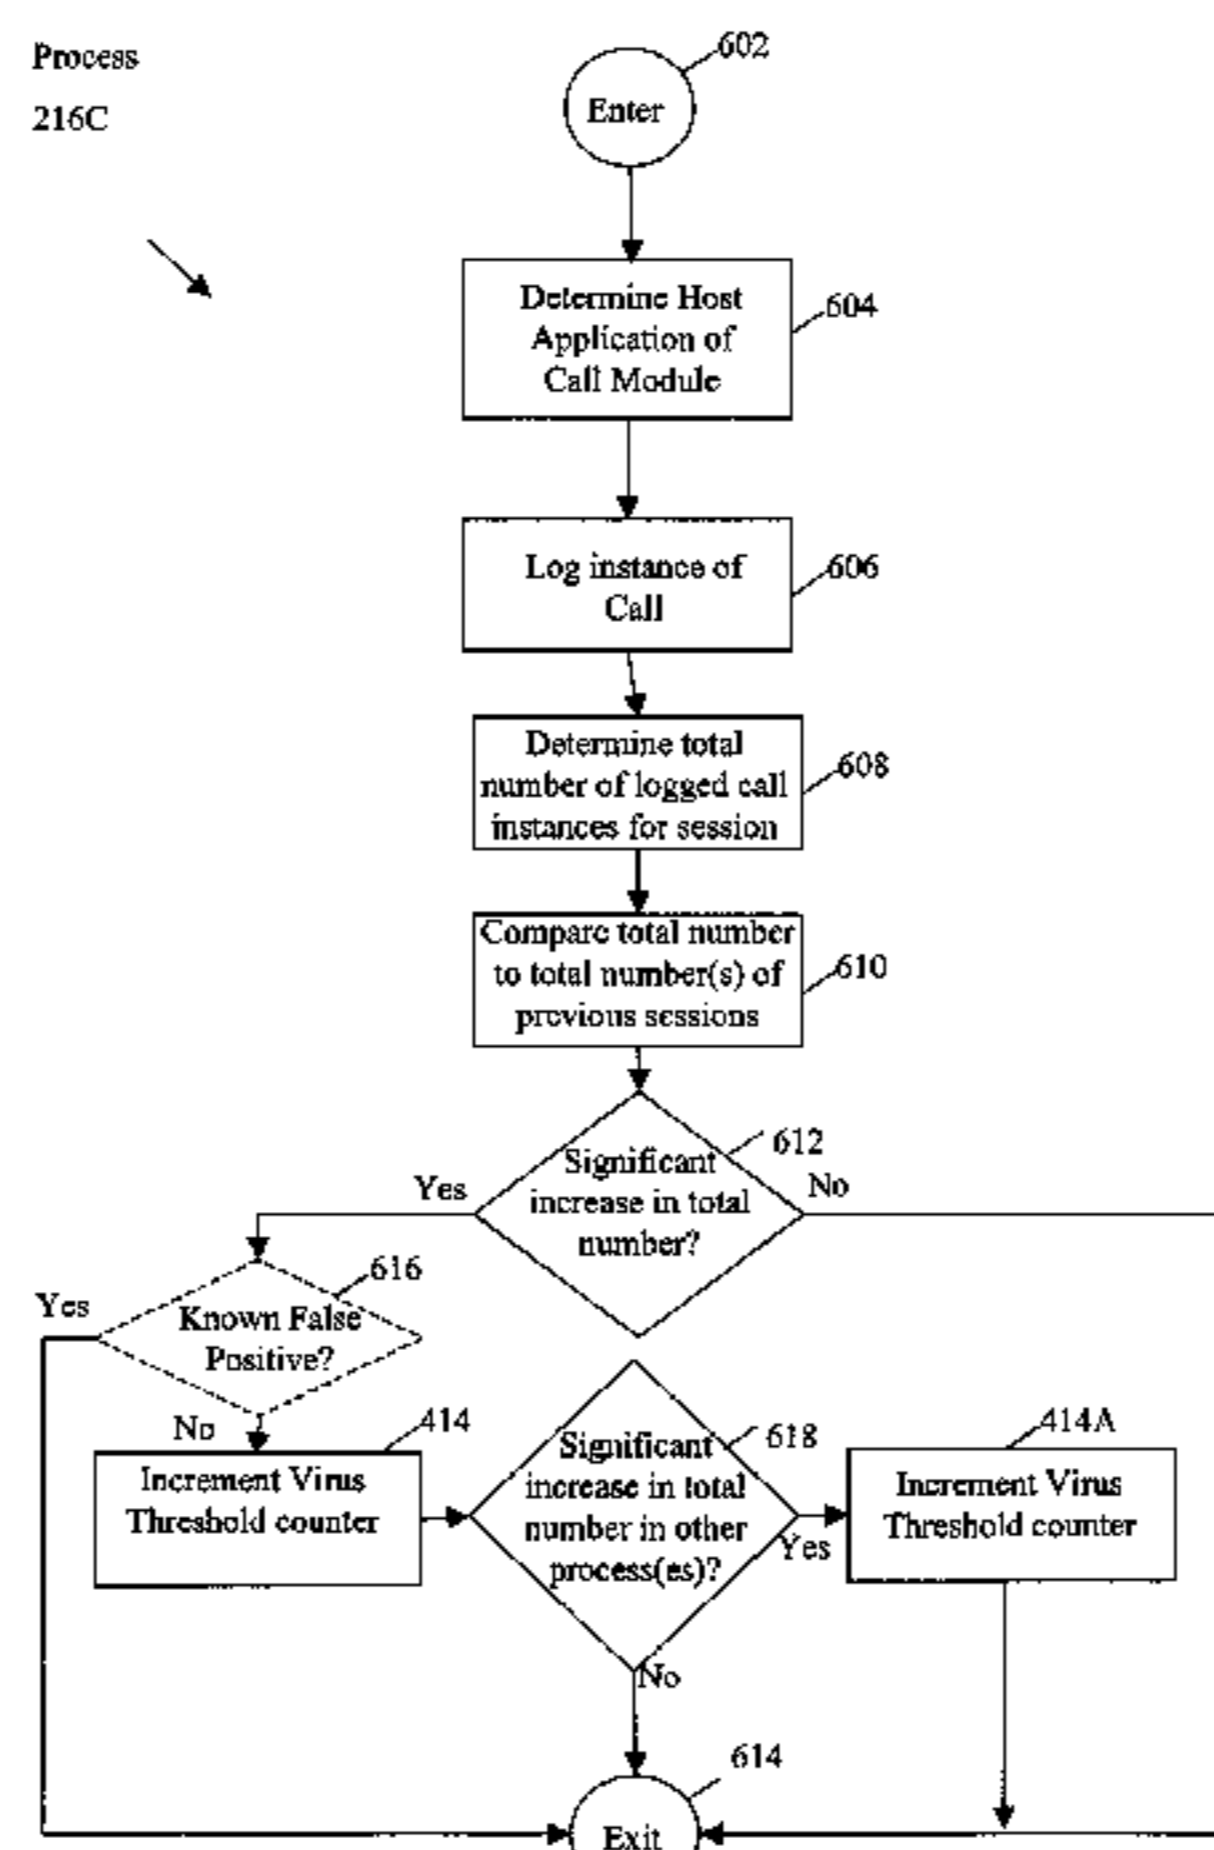 Process
216C
602
Enter
Determine Host
Application of
Call Module
604
Log instance of
Call
606
Determine total
number of logged call
instances for session
608
Compare total number
to total number(s) of
previous sessions
610
Significant
increase in total
number?
612
Yes
No
616
Known False
Positive?
Yes
No
414
Increment Virus
Threshold counter
Significant
increase in total
number in other
process(es)?
618
Yes
No
414A
Increment Virus
Threshold counter
614
Exit